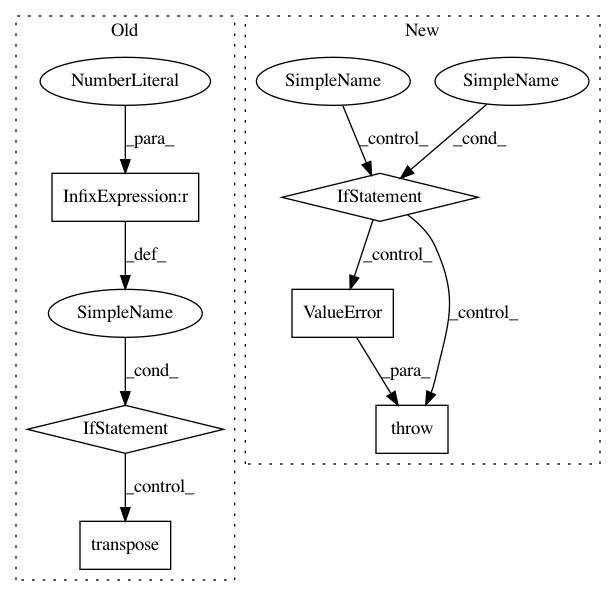 Old
NumberLiteral
_para_
InfixExpression:r
_def_
SimpleName
_cond_
IfStatement
_control_
transpose
New
SimpleName
SimpleName
_control_
_cond_
IfStatement
_control_
ValueError
_control_
_para_
throw